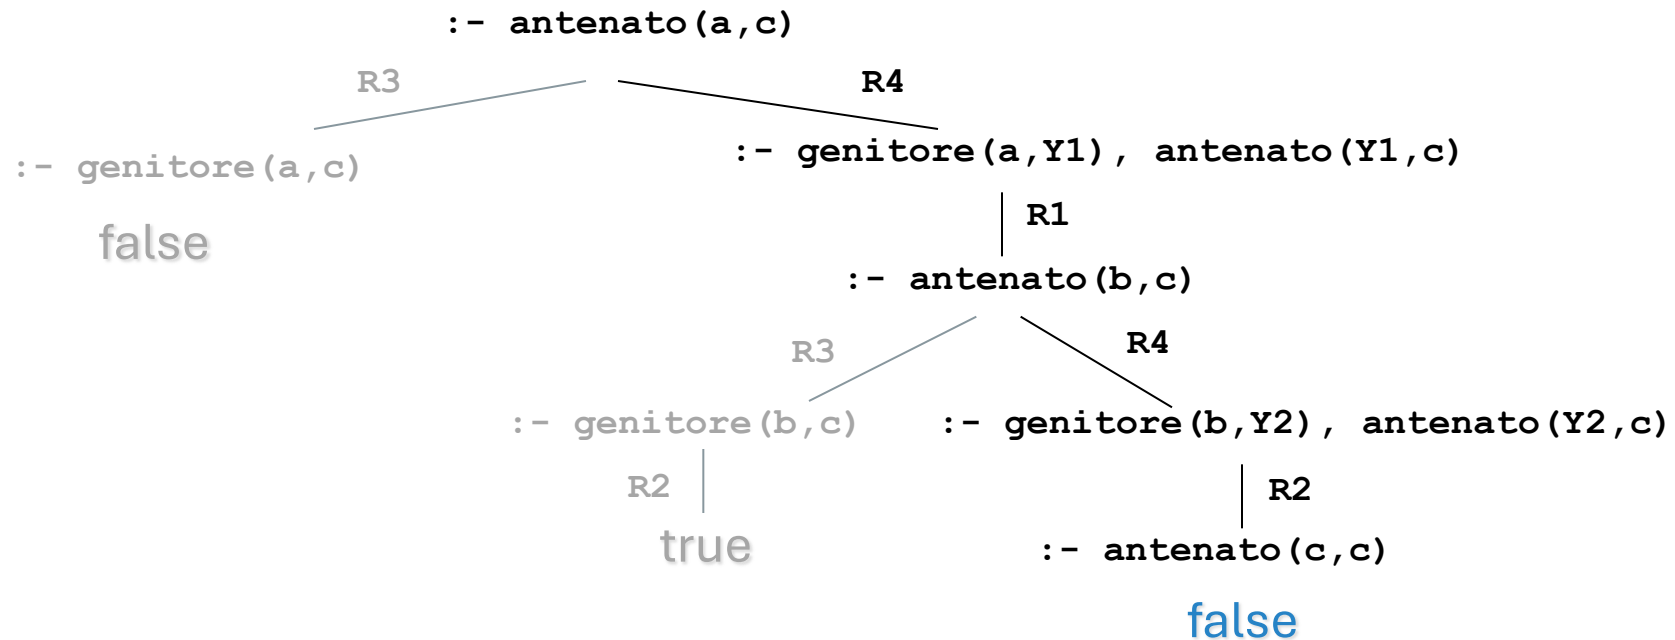 :- antenato(a,c)
R3
R4
:- genitore(a,c)
:- genitore(a,Y1), antenato(Y1,c)
false
R1
:- antenato(b,c)
R3
R4
:- genitore(b,c)
:- genitore(b,Y2), antenato(Y2,c)
R2
R2
true
:- antenato(c,c)
false